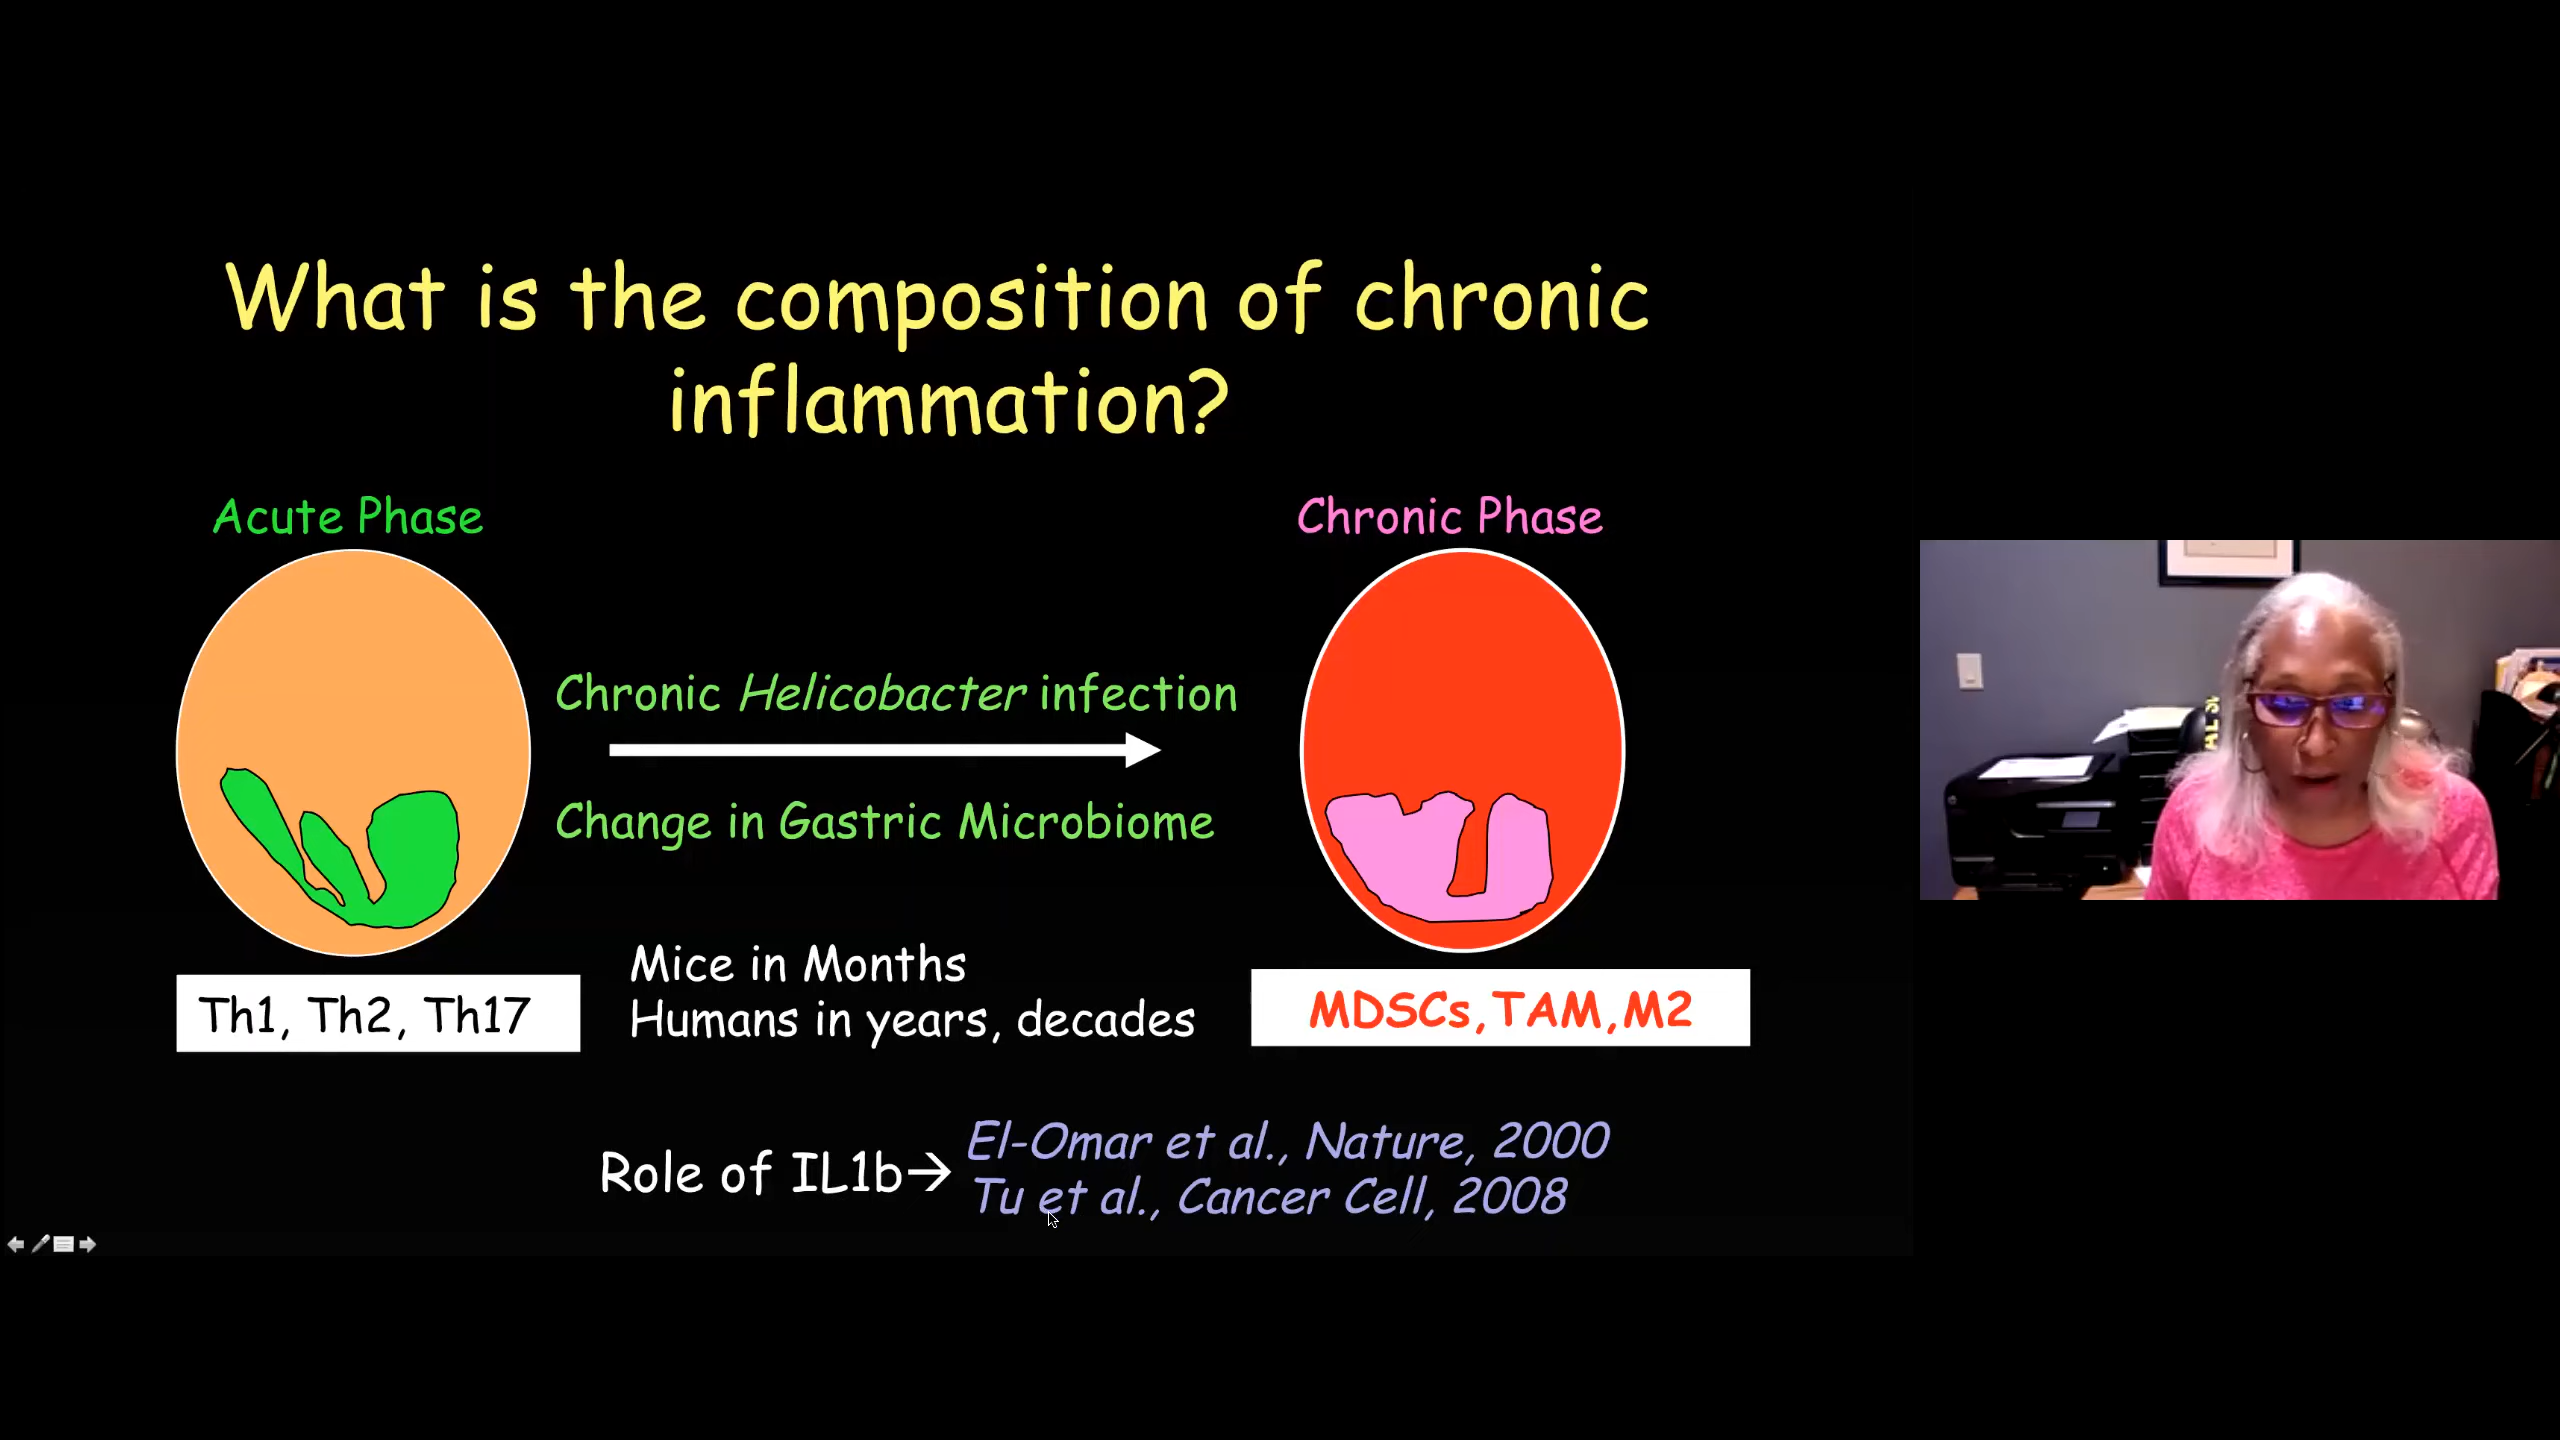 What is the composition of chronic
inflammation?
Acute Phase
Chronic Phase
Chronic Helicobacter infection
Change in Gastric Microbiome
Mice in Months
Humans in years, decades
Th1, Th2, Th17
MDSCs,TAM,M2
Role of IL1b→
El-Omar et al., Nature, 2000
Tu et al., Cancer Cell, 2008